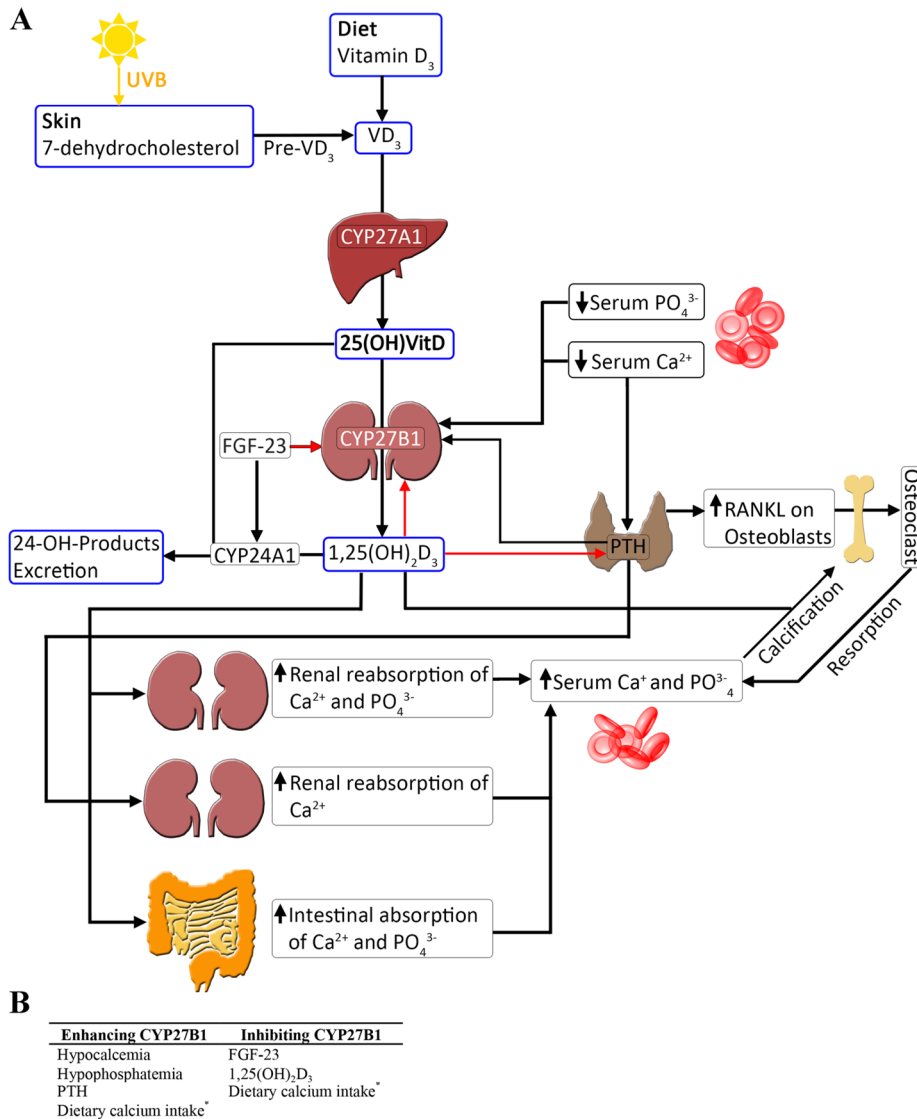 A
UVB
Diet
Vitamin D₃
Skin
7-dehydrocholesterol
Pre-VD₃
VD₃
CYP27A1
↓Serum PO₄³⁻
25(OH)VitD
↓Serum Ca²⁺
FGF-23
CYP27B1
↑RANKL on
Osteoblasts
Osteoclast
24-OH-Products
Excretion
CYP24A1
1,25(OH)₂D₃
PTH
Calcification
Resorption
↑Renal reabsorption of
Ca²⁺ and PO₄³⁻
↑Serum Ca⁺ and PO³⁻₄
↑Renal reabsorption of
Ca²⁺
↑Intestinal absorption
of Ca²⁺ and PO₄³⁻
B
Enhancing CYP27B1 Inhibiting CYP27B1
Hypocalcemia FGF-23
Hypophosphatemia 1,25(OH)₂D₃
PTH Dietary calcium intake*
Dietary calcium intake*